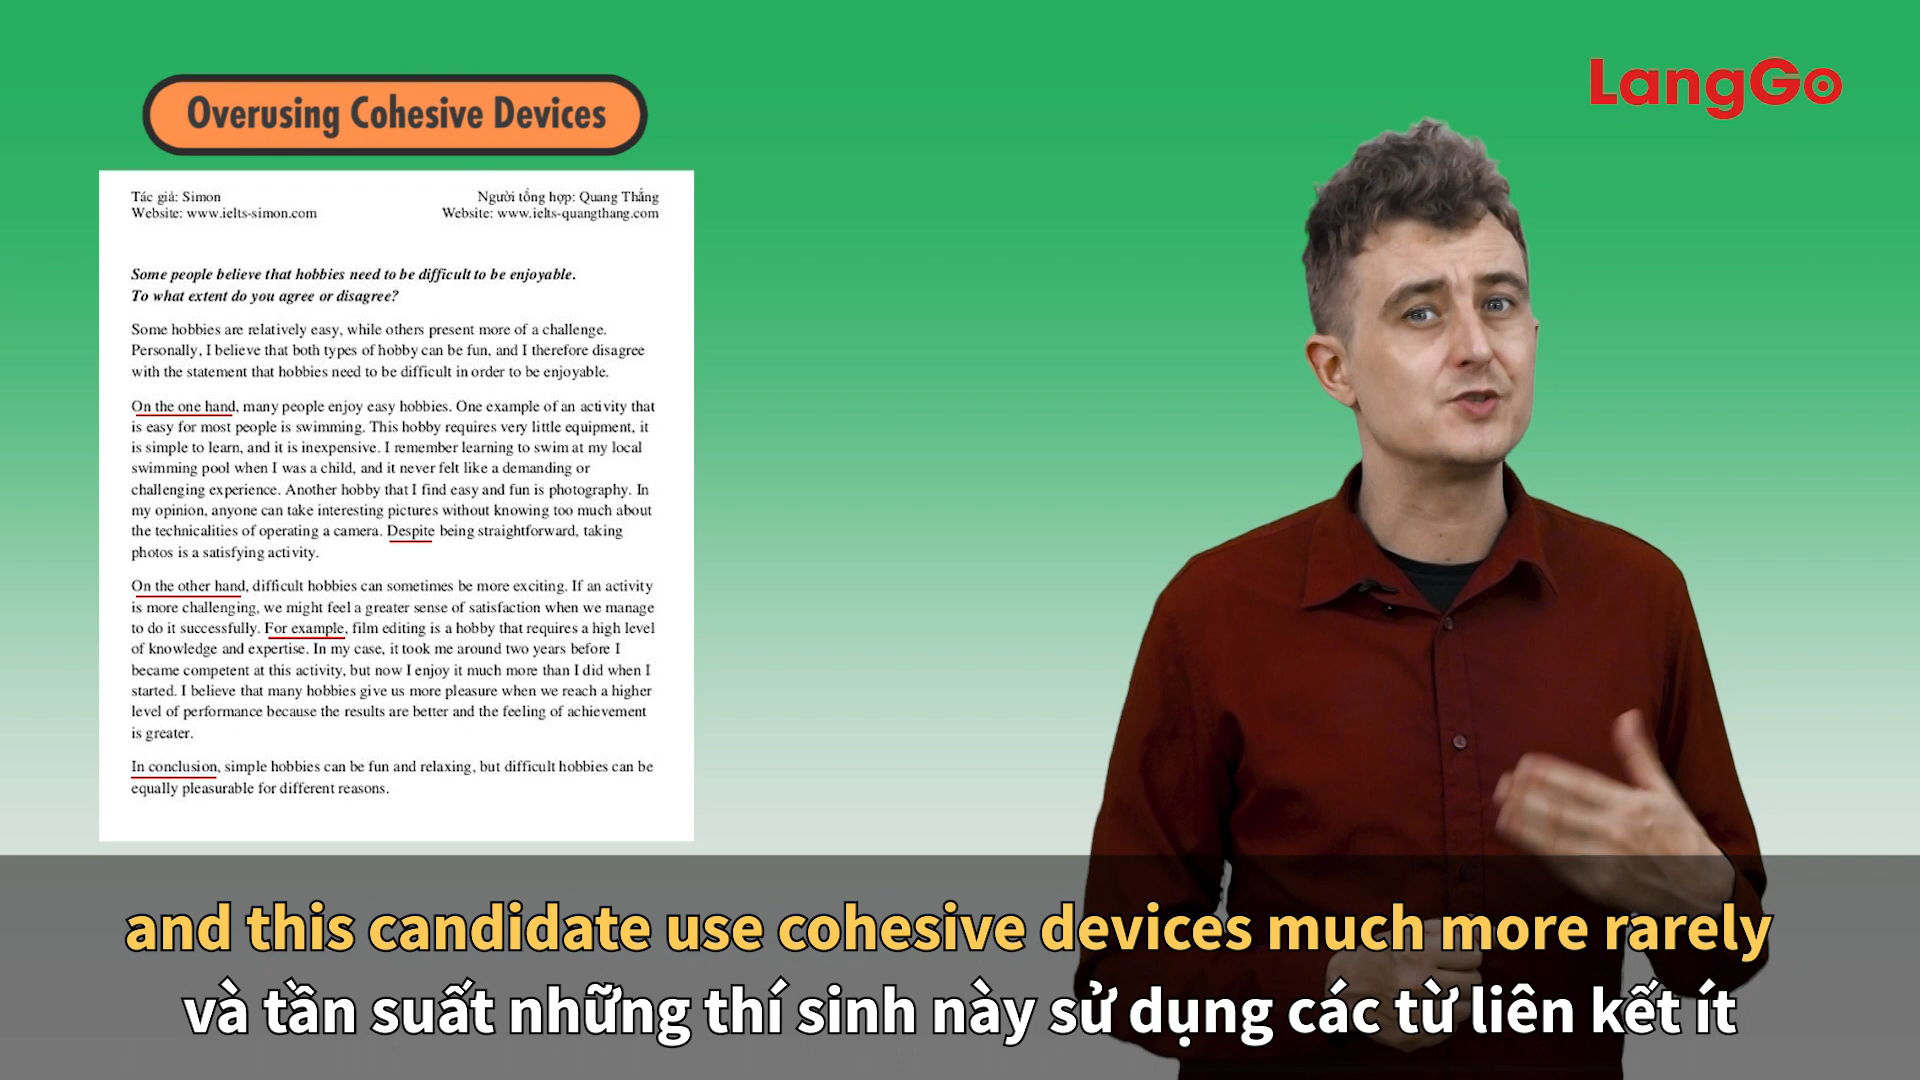 LangGo
Overusing Cohesive Devices
Tác giả: Simon
Người tổng hợp: Quang Thắng
Website: www.ielts-simon.com
Website: www.ielts-quangthang.com
Some people believe that hobbies need to be difficult to be enjoyable.
To what extent do you agree or disagree?
Some hobbies are relatively easy, while others present more of a challenge.
Personally, I believe that both types of hobby can be fun, and I therefore disagree
with the statement that hobbies need to be difficult in order to be enjoyable.
On the one hand, many people enjoy easy hobbies. One example of an activity that
is easy for most people is swimming. This hobby requires very little equipment, it
is simple to learn, and it is inexpensive. I remember learning to swim at my local
swimming pool when I was a child, and it never felt like a demanding or
challenging experience. Another hobby that I find easy and fun is photography. In
my opinion, anyone can take interesting pictures without knowing too much about
the technicalities of operating a camera. Despite being straightforward, taking
photos is a satisfying activity.
On the other hand, difficult hobbies can sometimes be more exciting. If an activity
is more challenging, we might feel a greater sense of satisfaction when we manage
to do it successfully. For example, film editing is a hobby that requires a high level
of knowledge and expertise. In my case, it took me around two years before I
became competent at this activity, but now I enjoy it much more than I did when I
started. I believe that many hobbies give us more pleasure when we reach a higher
level of performance because the results are better and the feeling of achievement
is greater.
In conclusion, simple hobbies can be fun and relaxing, but difficult hobbies can be
equally pleasurable for different reasons.
and this candidate use cohesive devices much more rarely
và tần suất những thí sinh này sử dụng các từ liên kết ít